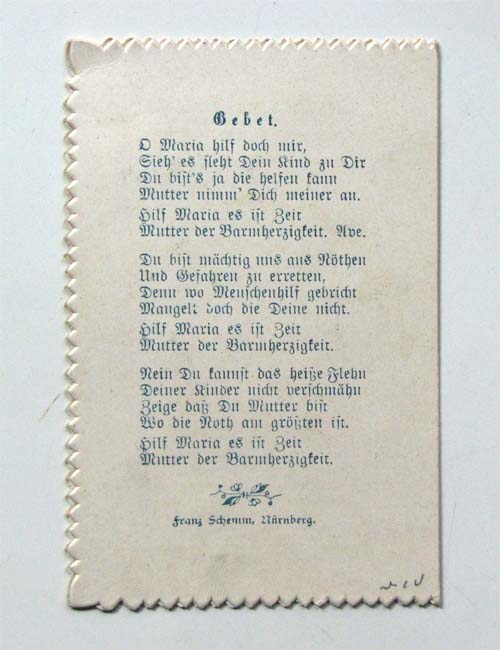 Gebet.
O Maria hilf doch mir,
Sieh' es fleht Dein Kind zu Dir
Du bist's ja die helfen kann
Mutter nimm' Dich meiner an.
Hilf Maria es ist Zeit
Mutter der Barmherzigkeit. Ave.
Du bist mächtig uns aus Nöthen
Und Gefahren zu erretten,
Denn wo Menschenhilf gebricht
Mangelt doch die Deine nicht.
Hilf Maria es ist Zeit
Mutter der Barmherzigkeit.
Nein Du kannst das heiße Flehn
Deiner Kinder nicht verschmähn
Zeige daß Du Mutter bist
Wo die Noth am größten ist.
Hilf Maria es ist Zeit
Mutter der Barmherzigkeit.
Franz Schemm, Nürnberg.